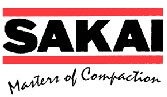 SAKAI
Masters of Compaction